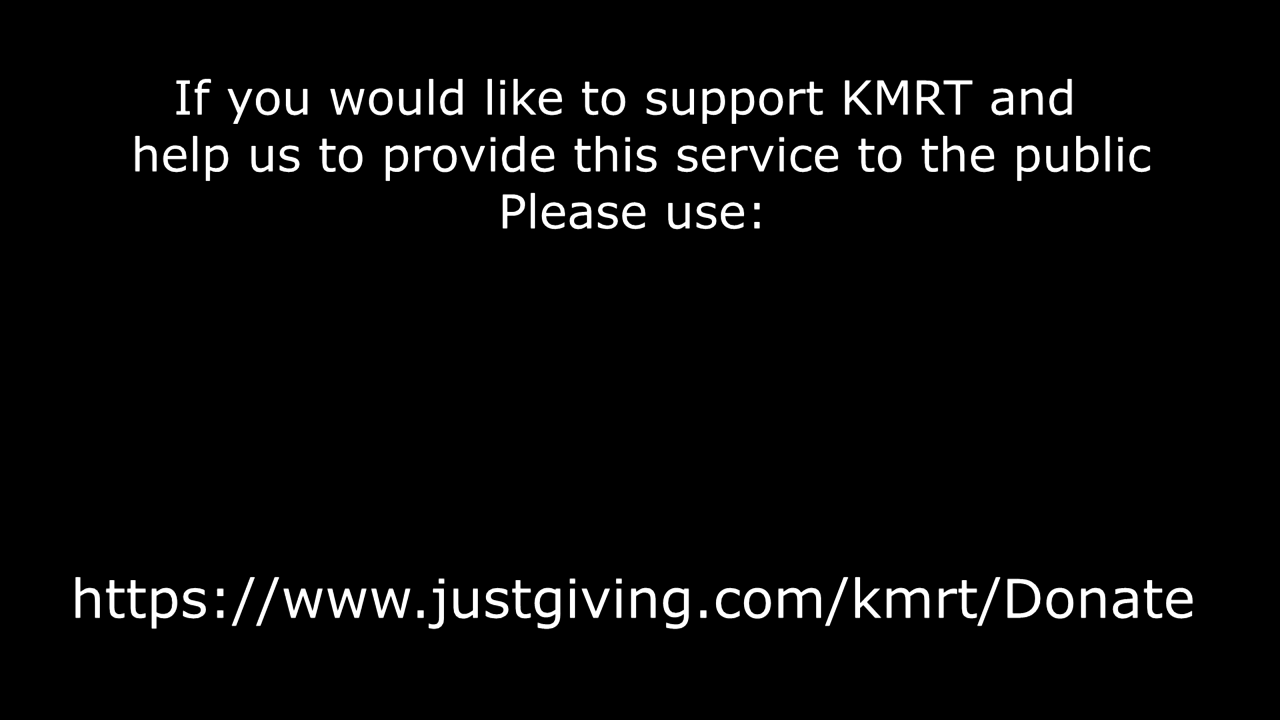 If you would like to support KMRT and
help us to provide this service to the public
Please use:
https://www.justgiving.com/kmrt/Donate